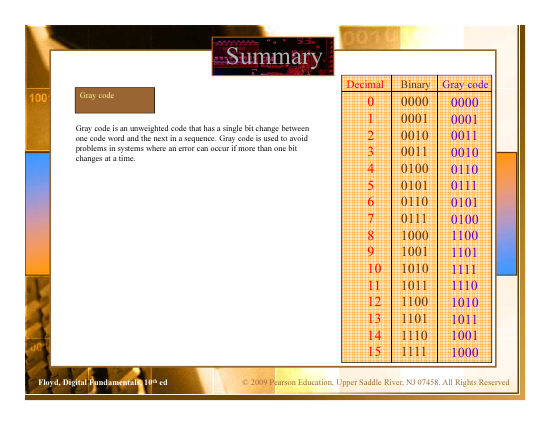 Summary
Gray code
Gray code is an unweighted code that has a single bit change between
one code word and the next in a sequence. Gray code is used to avoid
problems in systems where an error can occur if more than one bit
changes at a time.
Decimal Binary Gray code
0 0000 0000
1 0001 0001
2 0010 0011
3 0011 0010
4 0100 0110
5 0101 0111
6 0110 0101
7 0111 0100
8 1000 1100
9 1001 1101
10 1010 1111
11 1011 1110
12 1100 1010
13 1101 1011
14 1110 1001
15 1111 1000
Floyd, Digital Fundamentals, 10th ed
© 2009 Pearson Education, Upper Saddle River, NJ 07458. All Rights Reserved